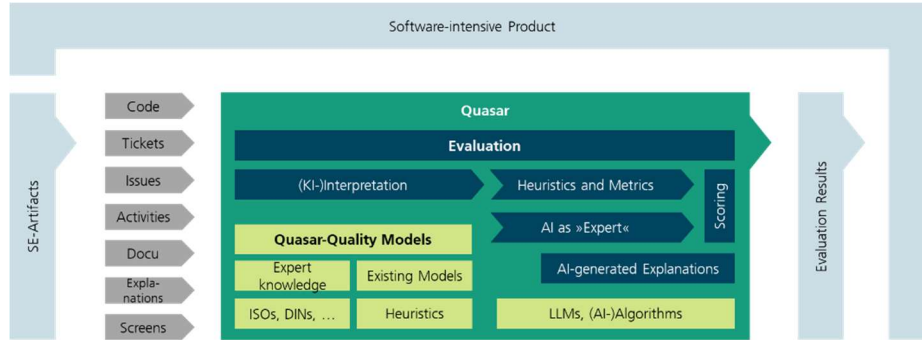 Software-intensive Product
SE-Artifacts
Code
Tickets
Issues
Activities
Docu
Expla-
nations
Screens
Quasar
Evaluation
(KI-)Interpretation
Heuristics and Metrics
AI as »Expert«
Scoring
AI-generated Explanations
Quasar-Quality Models
Expert
knowledge
Existing Models
ISOs, DINs, ...
Heuristics
LLMs, (AI-)Algorithms
Evaluation Results